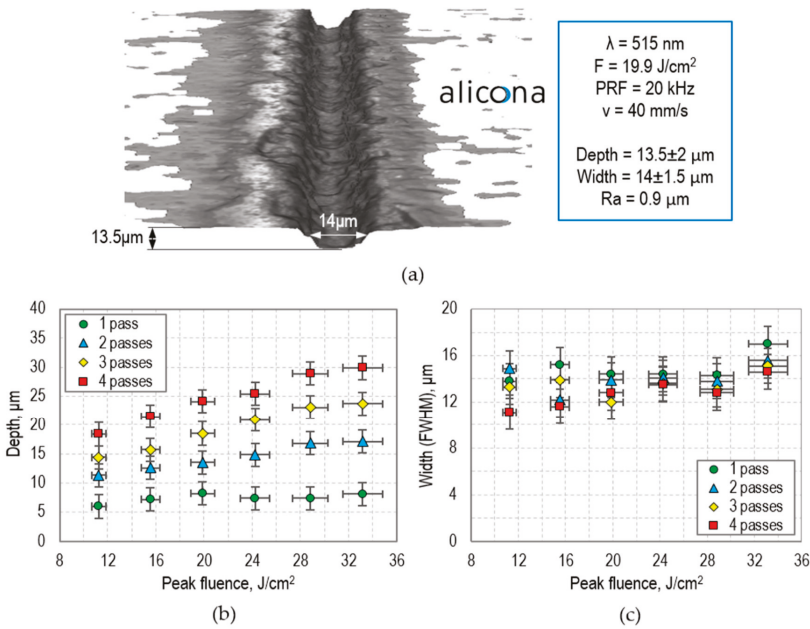 alicona
λ = 515 nm
F = 19.9 J/cm²
PRF = 20 kHz
v = 40 mm/s
Depth = 13.5±2 μm
Width = 14±1.5 μm
Ra = 0.9 μm
14μm
13.5μm
(a)
40
35
30
25
20
15
10
5
0
Depth, μm
1 pass
2 passes
3 passes
4 passes
8 12 16 20 24 28 32 36
Peak fluence, J/cm²
(b)
20
16
12
8
4
0
Width (FWHM), μm
1 pass
2 passes
3 passes
4 passes
8 12 16 20 24 28 32 36
Peak fluence, J/cm²
(c)